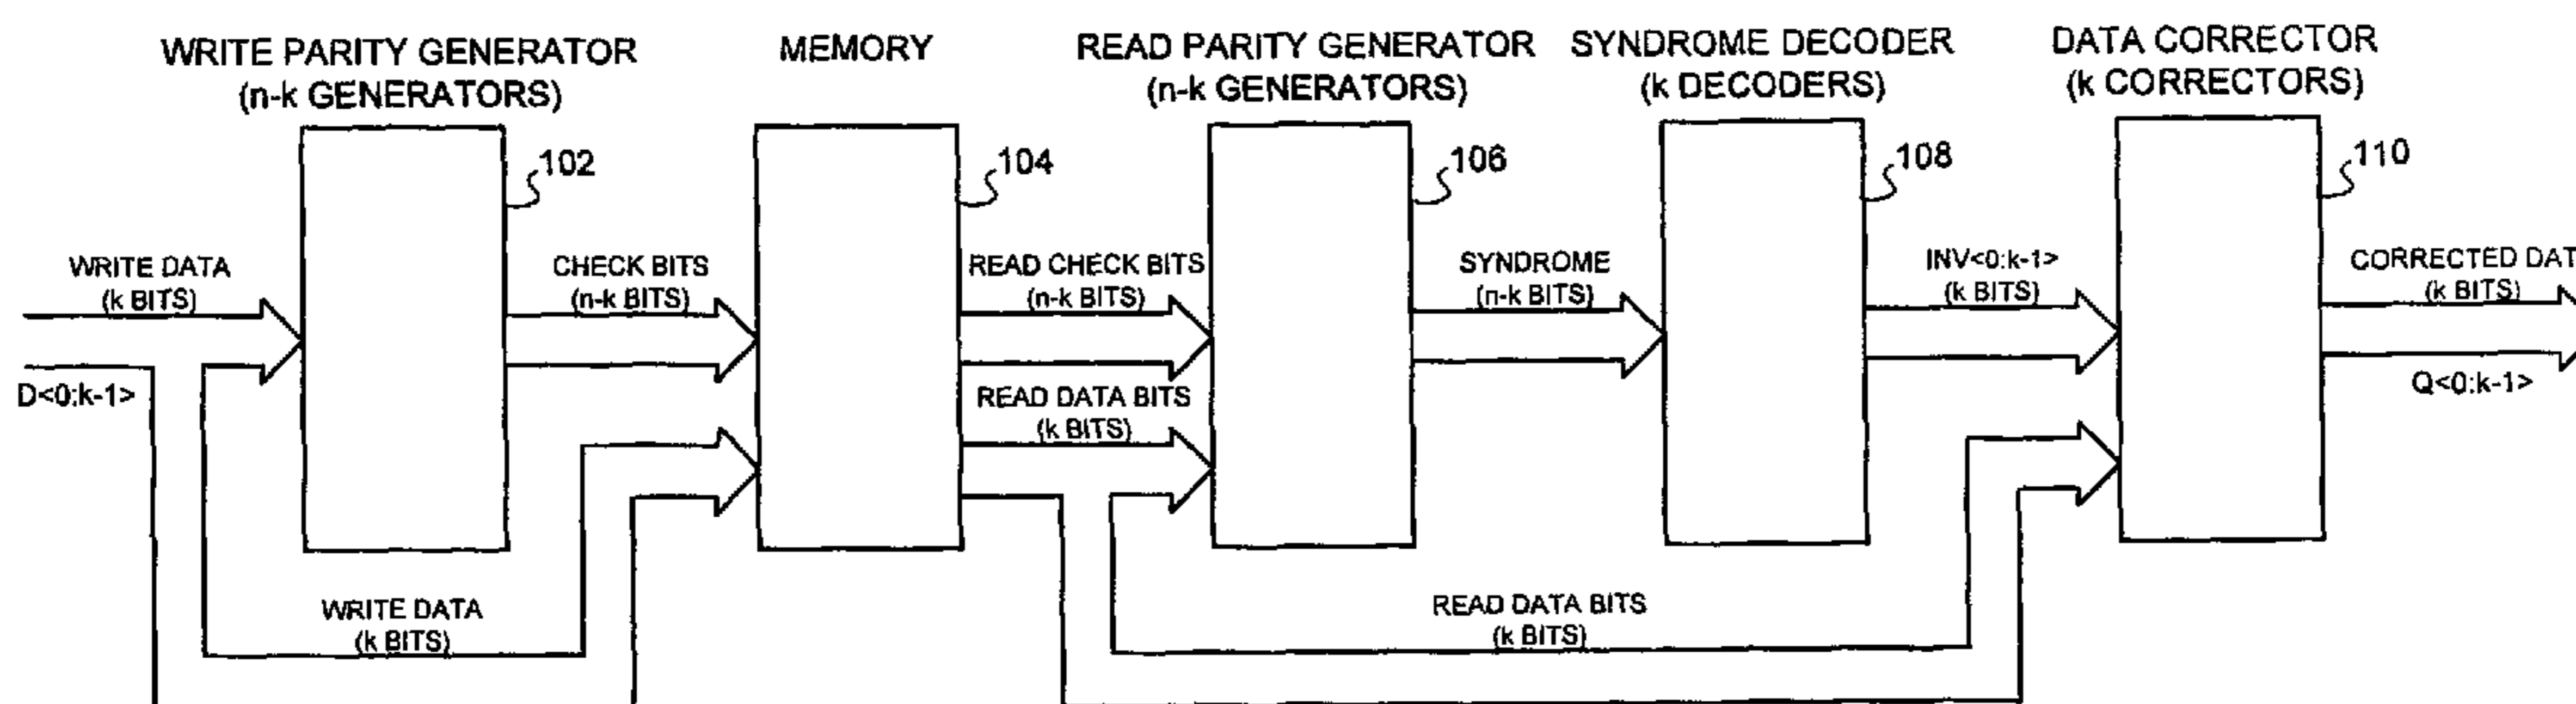 WRITE PARITY GENERATOR
(n-k GENERATORS)
MEMORY
READ PARITY GENERATOR
(n-k GENERATORS)
SYNDROME DECODER
(k DECODERS)
DATA CORRECTOR
(k CORRECTORS)
102
104
106
108
110
WRITE DATA
(k BITS)
D<0:k-1>
CHECK BITS
(n-k BITS)
READ CHECK BITS
(n-k BITS)
READ DATA BITS
(k BITS)
SYNDROME
(n-k BITS)
INV<0:k-1>
(k BITS)
CORRECTED DAT
(k BITS)
Q<0:k-1>
WRITE DATA
(k BITS)
READ DATA BITS
(k BITS)